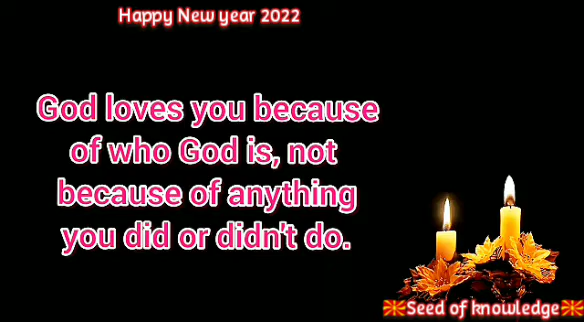 Happy New year 2022
God loves you because
of who God is, not
because of anything
you did or didn't do.
Seed of knowledge